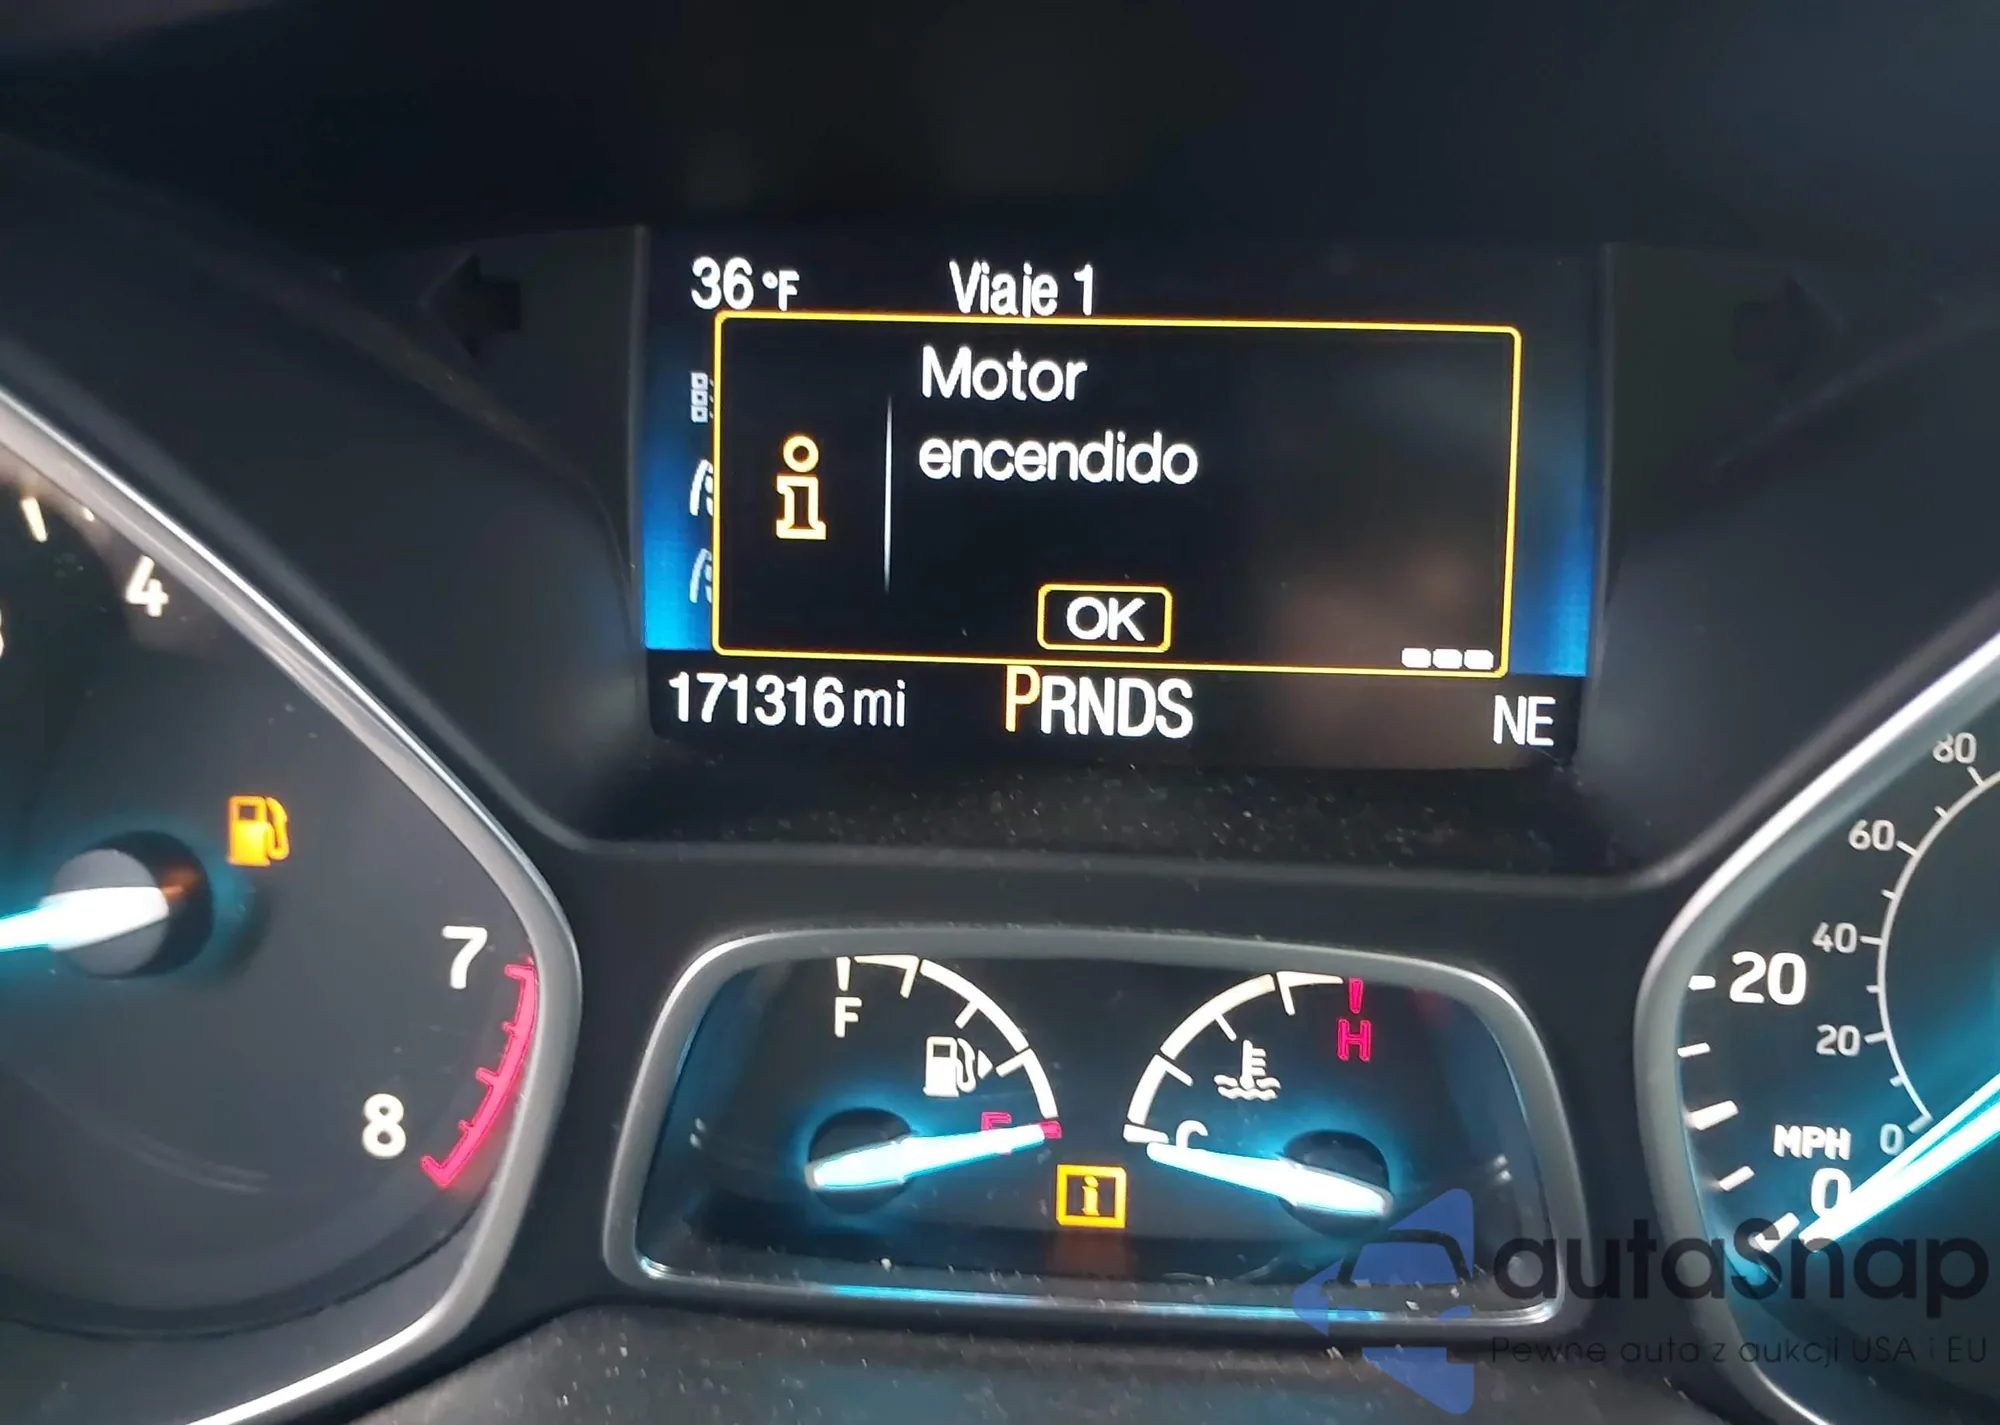 36 °F Viaje 1
Motor
encendido
OK
171316 mi PRNDS NE
4
7
8
F
E
H
C
80
60
40
20
20
MPH 0
0
autaSnap
Pewne auta z aukcji USA i EU